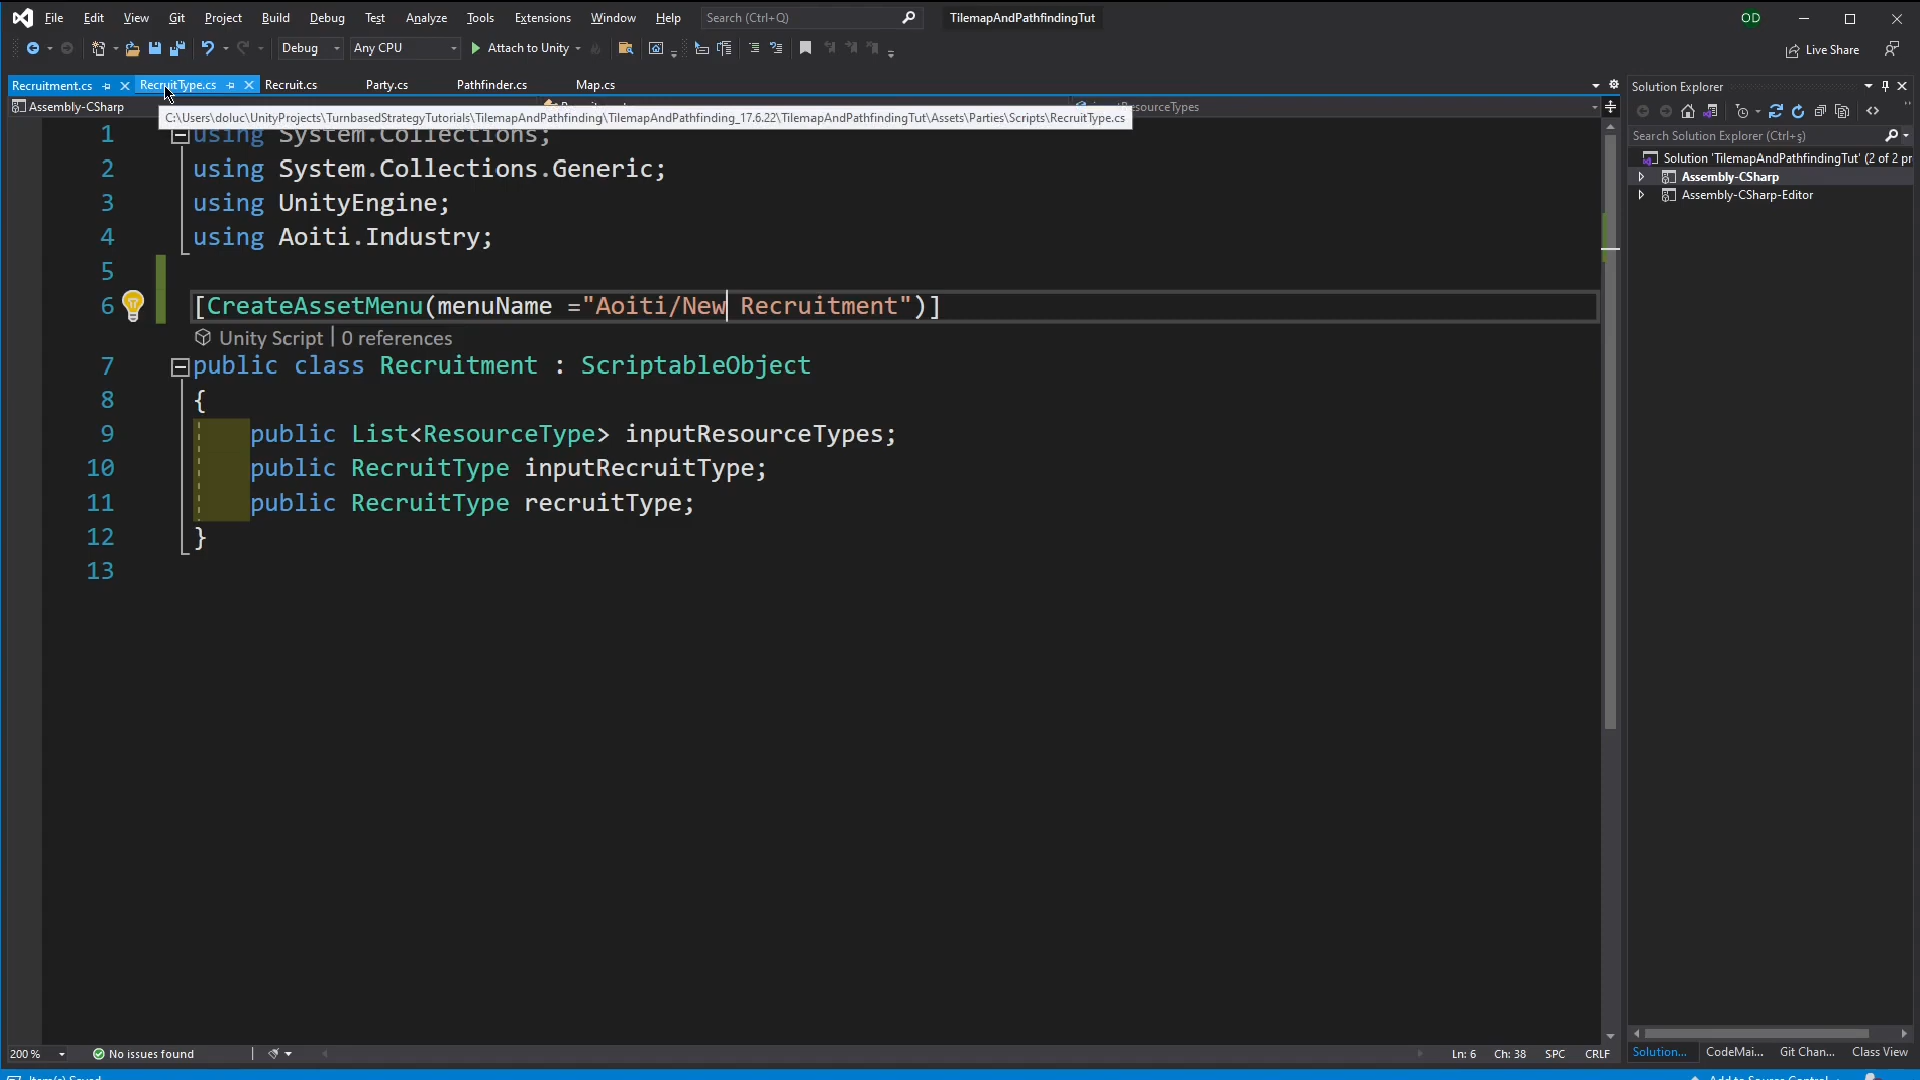 File Edit View Git Project Build Debug Test Analyze Tools Extensions Window Help Search (Ctrl+Q) TilemapAndPathfindingTut OD
Debug Any CPU Attach to Unity Live Share
Recruitment.cs RecruitType.cs Recruit.cs Party.cs Pathfinder.cs Map.cs
Assembly-CSharp
C:\Users\doluc\UnityProjects\TurnbasedStrategyTutorials\TilemapAndPathfinding\TilemapAndPathfinding_17.6.22\TilemapAndPathfindingTut\Assets\Parties\Scripts\RecruitType.cs
1 using System.Collections;
2 using System.Collections.Generic;
3 using UnityEngine;
4 using Aoiti.Industry;
5
6 [CreateAssetMenu(menuName ="Aoiti/New Recruitment")]
Unity Script | 0 references
7 public class Recruitment : ScriptableObject
8 {
9 public List<ResourceType> inputResourceTypes;
10 public RecruitType inputRecruitType;
11 public RecruitType recruitType;
12 }
13
200 % No issues found Ln: 6 Ch: 38 SPC CRLF
Solution Explorer
Search Solution Explorer (Ctrl+ş)
Solution 'TilemapAndPathfindingTut' (2 of 2 pr
Assembly-CSharp
Assembly-CSharp-Editor
Solution... CodeMai... Git Chan... Class View